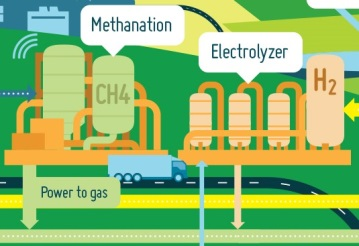 Methanation
Electrolyzer
CH4
H2
Power to gas